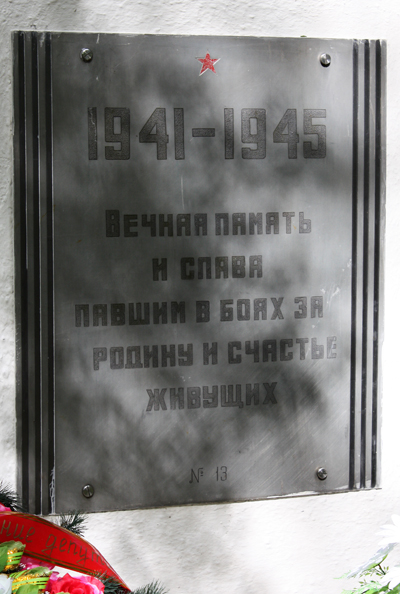 1941–1945
Вечная память
и слава
павшим в боях за
родину и счастье
живущих
№ 13